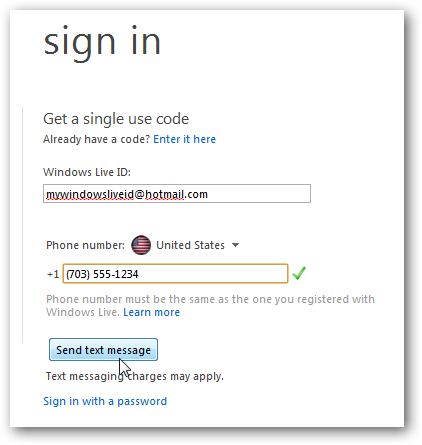 sign in
Get a single use code
Already have a code? Enter it here
Windows Live ID:
mywindowsliveid@hotmail.com
Phone number: United States
+1 (703) 555-1234
Phone number must be the same as the one you registered with
Windows Live. Learn more
Send text message
Text messaging charges may apply.
Sign in with a password